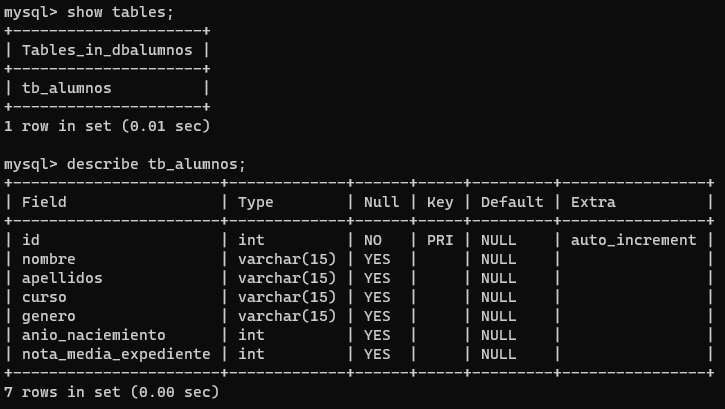 mysql> show tables;
+---------------------+
| Tables_in_dbalumnos |
+---------------------+
| tb_alumnos          |
+---------------------+
1 row in set (0.01 sec)

mysql> describe tb_alumnos;
+-----------------------+-------------+------+-----+---------+----------------+
| Field                 | Type        | Null | Key | Default | Extra          |
+-----------------------+-------------+------+-----+---------+----------------+
| id                    | int         | NO   | PRI | NULL    | auto_increment |
| nombre                | varchar(15) | YES  |     | NULL    |                |
| apellidos             | varchar(15) | YES  |     | NULL    |                |
| curso                 | varchar(15) | YES  |     | NULL    |                |
| genero                | varchar(15) | YES  |     | NULL    |                |
| anio_naciemiento      | int         | YES  |     | NULL    |                |
| nota_media_expediente | int         | YES  |     | NULL    |                |
+-----------------------+-------------+------+-----+---------+----------------+
7 rows in set (0.00 sec)